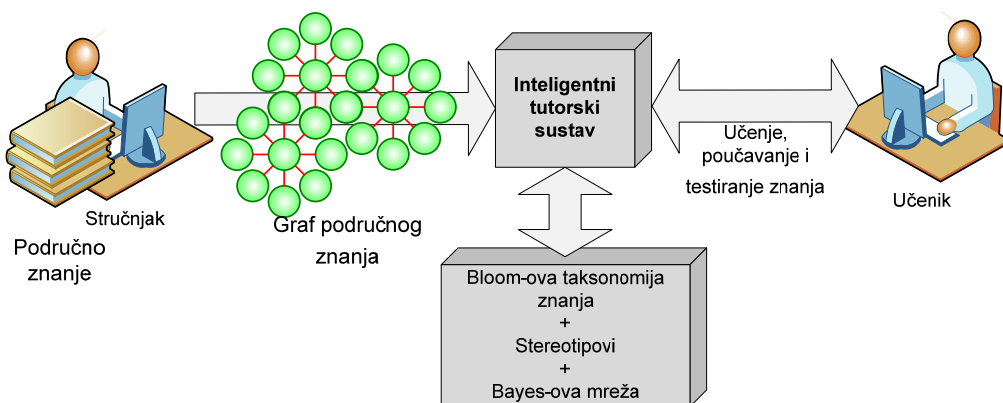 Stručnjak
Područno
znanje
Graf područnog
znanja
Inteligentni
tutorski
sustav
Učenje,
poučavanje i
testiranje znanja
Učenik
Bloom-ova taksonomija
znanja
+
Stereotipovi
+
Bayes-ova mreža